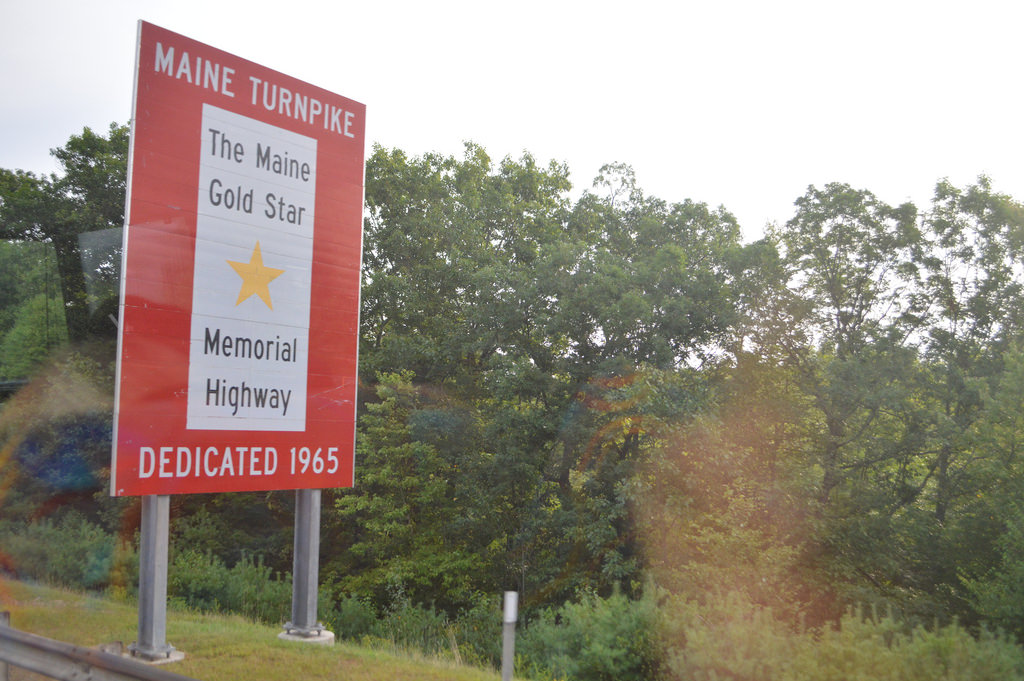 MAINE TURNPIKE
The Maine
Gold Star
Memorial
Highway
DEDICATED 1965